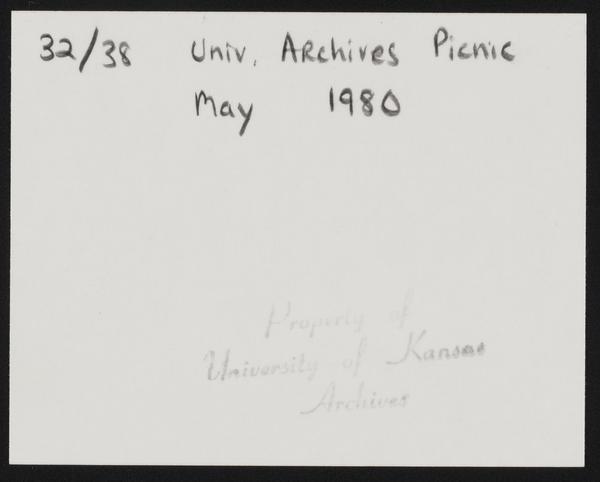 32/38 Univ. Archives Picnic
May 1980
Property of
University of Kansas
Archives